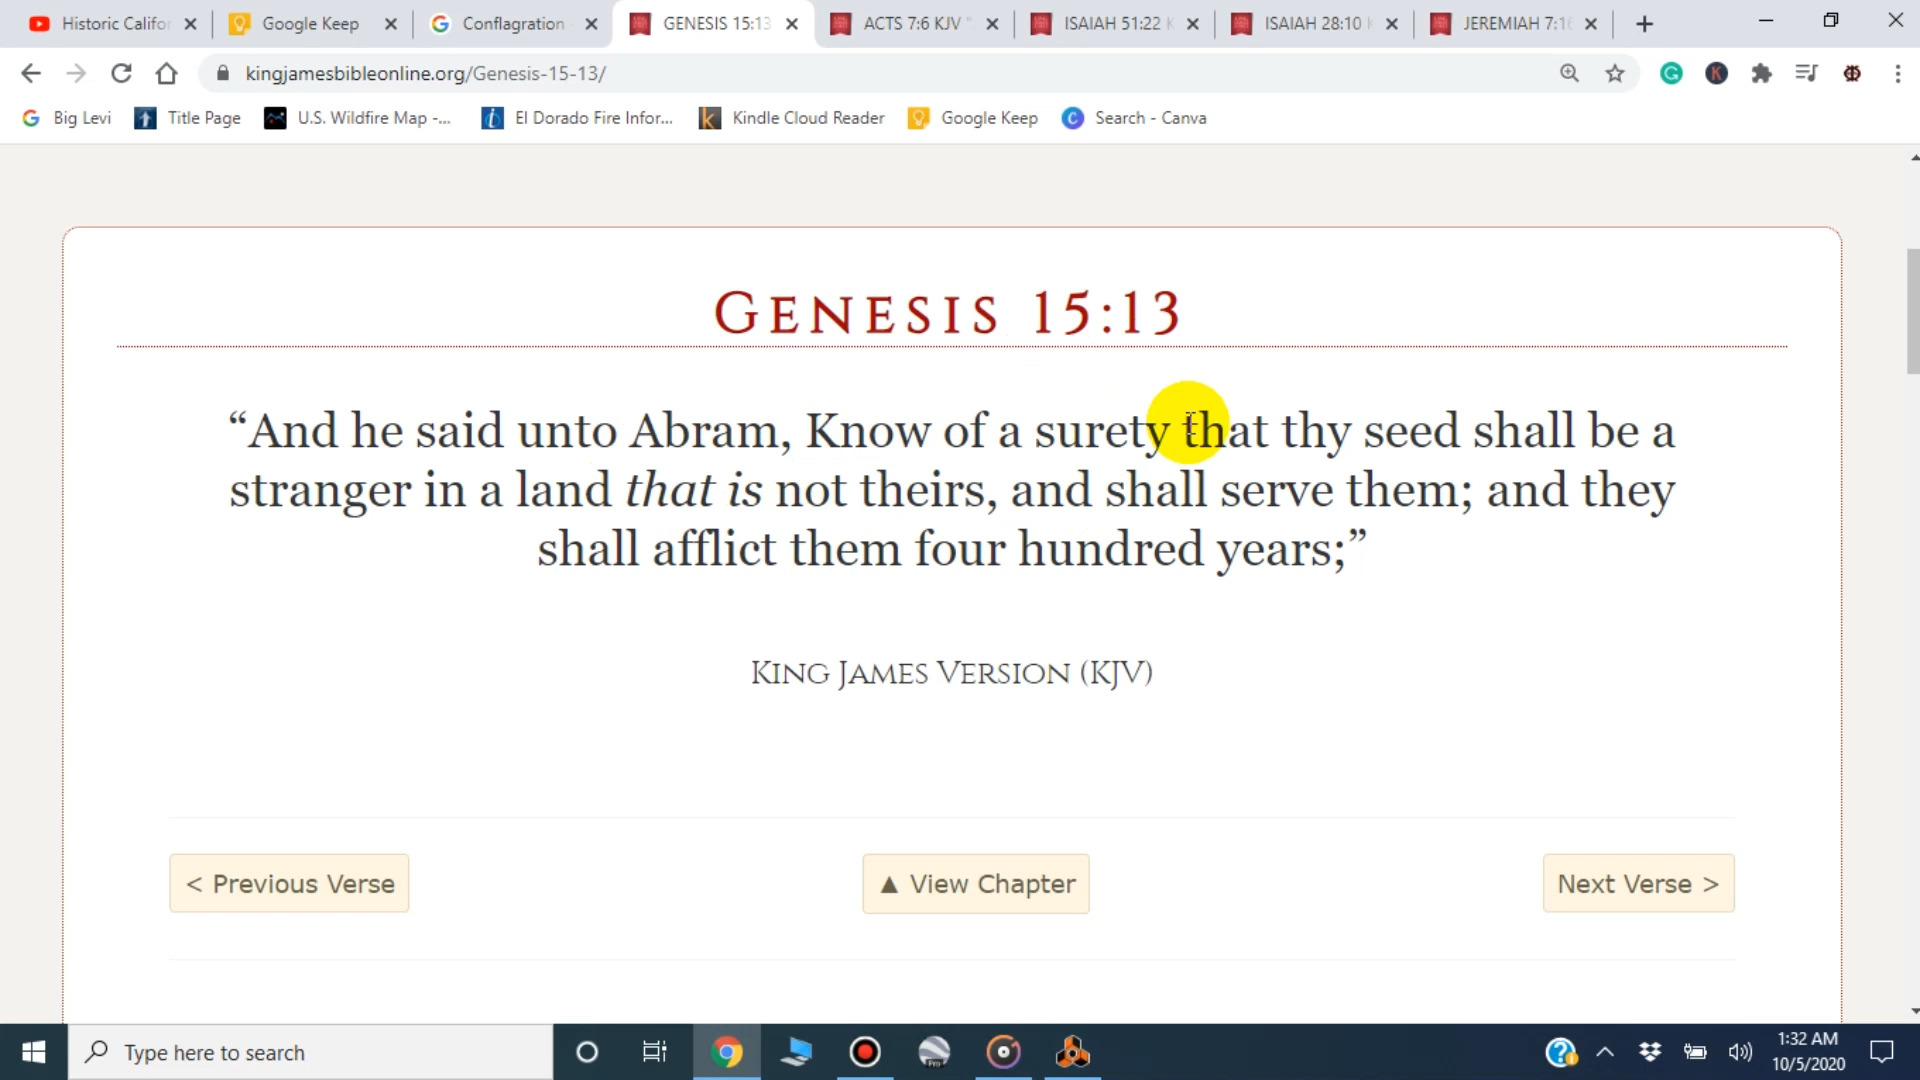 Historic Califor
Google Keep
Conflagration
GENESIS 15:13
ACTS 7:6 KJV "
ISAIAH 51:22 K
ISAIAH 28:10 K
JEREMIAH 7:16
kingjamesbibleonline.org/Genesis-15-13/
Big Levi
Title Page
U.S. Wildfire Map -...
El Dorado Fire Infor...
Kindle Cloud Reader
Google Keep
Search - Canva
GENESIS 15:13
“And he said unto Abram, Know of a surety that thy seed shall be a
stranger in a land that is not theirs, and shall serve them; and they
shall afflict them four hundred years;”
KING JAMES VERSION (KJV)
< Previous Verse
▲ View Chapter
Next Verse >
Type here to search
1:32 AM
10/5/2020